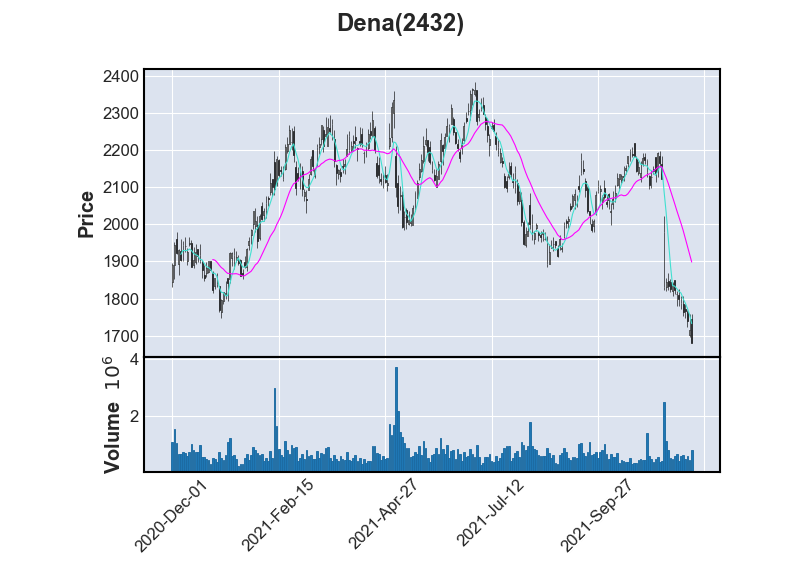 Dena(2432)
2400
2300
2200
2100
2000
1900
1800
1700
Price
4
2
Volume 10^6
2020-Dec-01
2021-Feb-15
2021-Apr-27
2021-Jul-12
2021-Sep-27